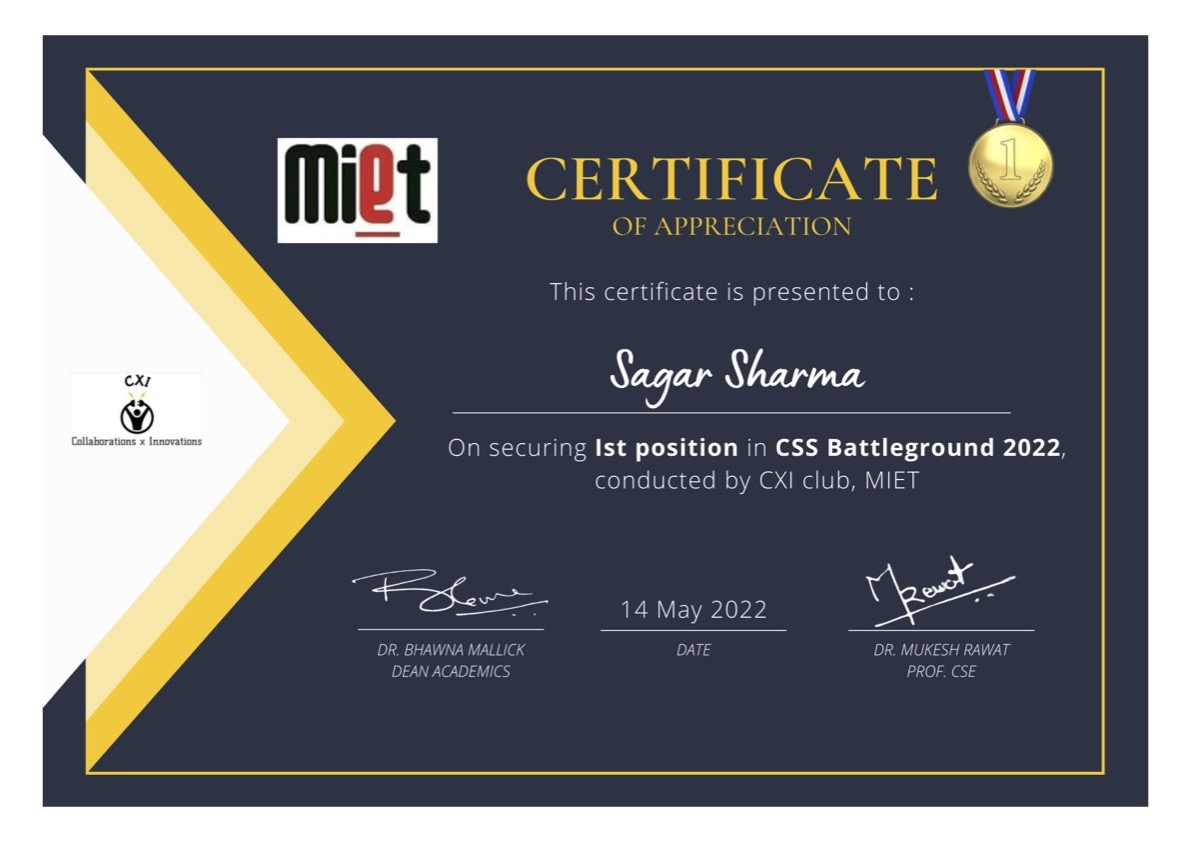 miet
CERTIFICATE
1
OF APPRECIATION
This certificate is presented to :
Sagar Sharma
CXI
Collaborations x Innovations
On securing Ist position in CSS Battleground 2022,
conducted by CXI club, MIET
MRawat
14 May 2022
DR. BHAWNA MALLICK
DEAN ACADEMICS
DATE
DR. MUKESH RAWAT
PROF. CSE